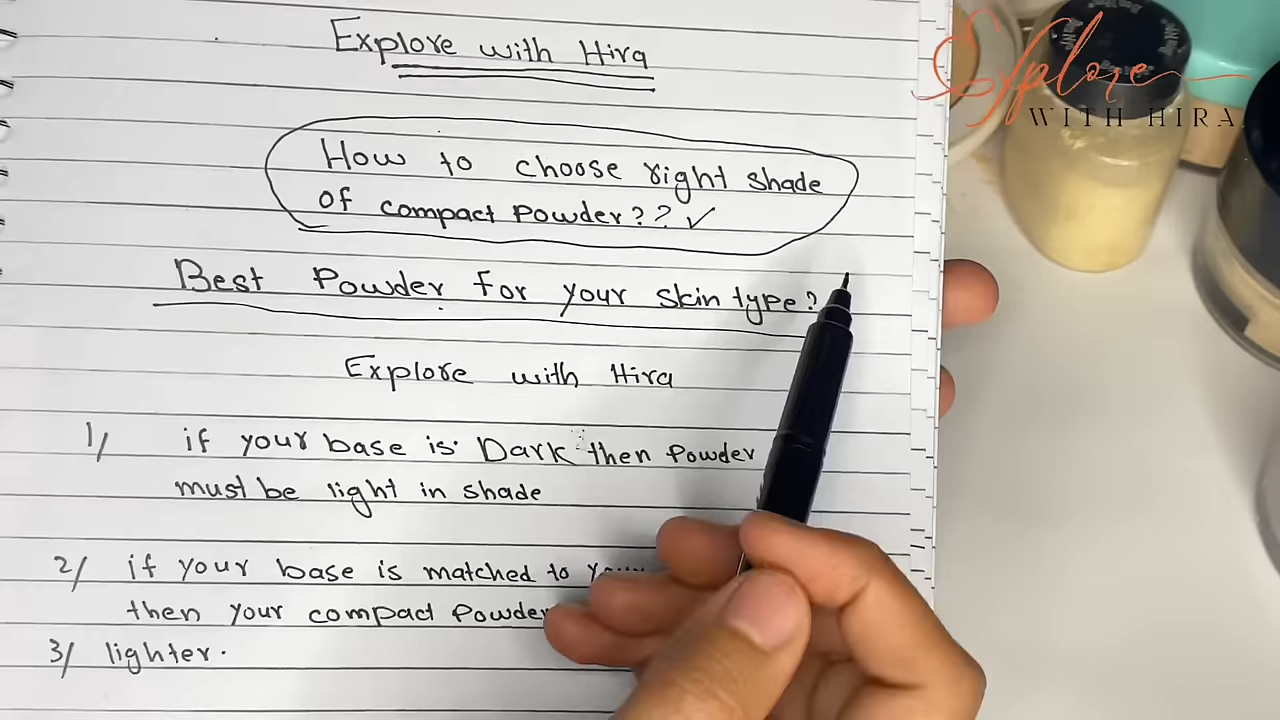 Explore with Hira
Explore
WITH HIRA
How to choose right shade
of compact powder?? ✓
Best Powder for your skin type?
Explore with Hira
1/ if your base is Dark then Powder
must be light in shade
2/ if your base is matched to
then your compact Powder
3/ lighter.